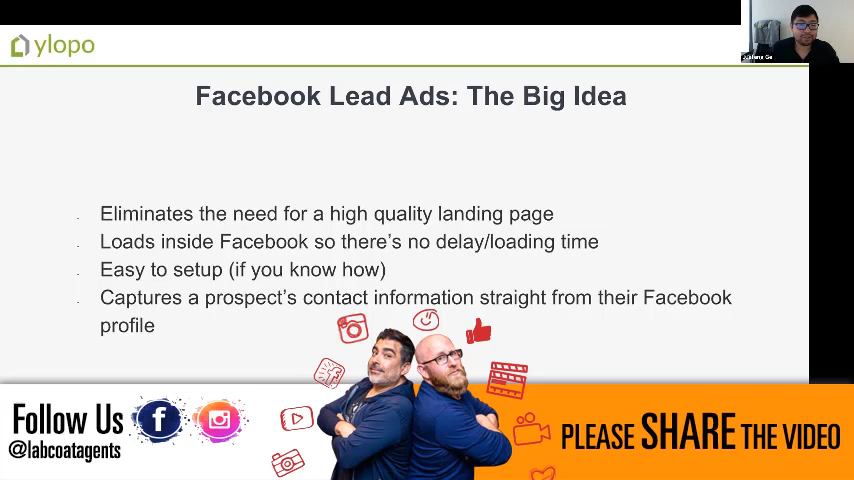 ylopo
Facebook Lead Ads: The Big Idea
Eliminates the need for a high quality landing page
Loads inside Facebook so there's no delay/loading time
Easy to setup (if you know how)
Captures a prospect's contact information straight from their Facebook
profile
Follow Us
@labcoatagents
PLEASE SHARE THE VIDEO